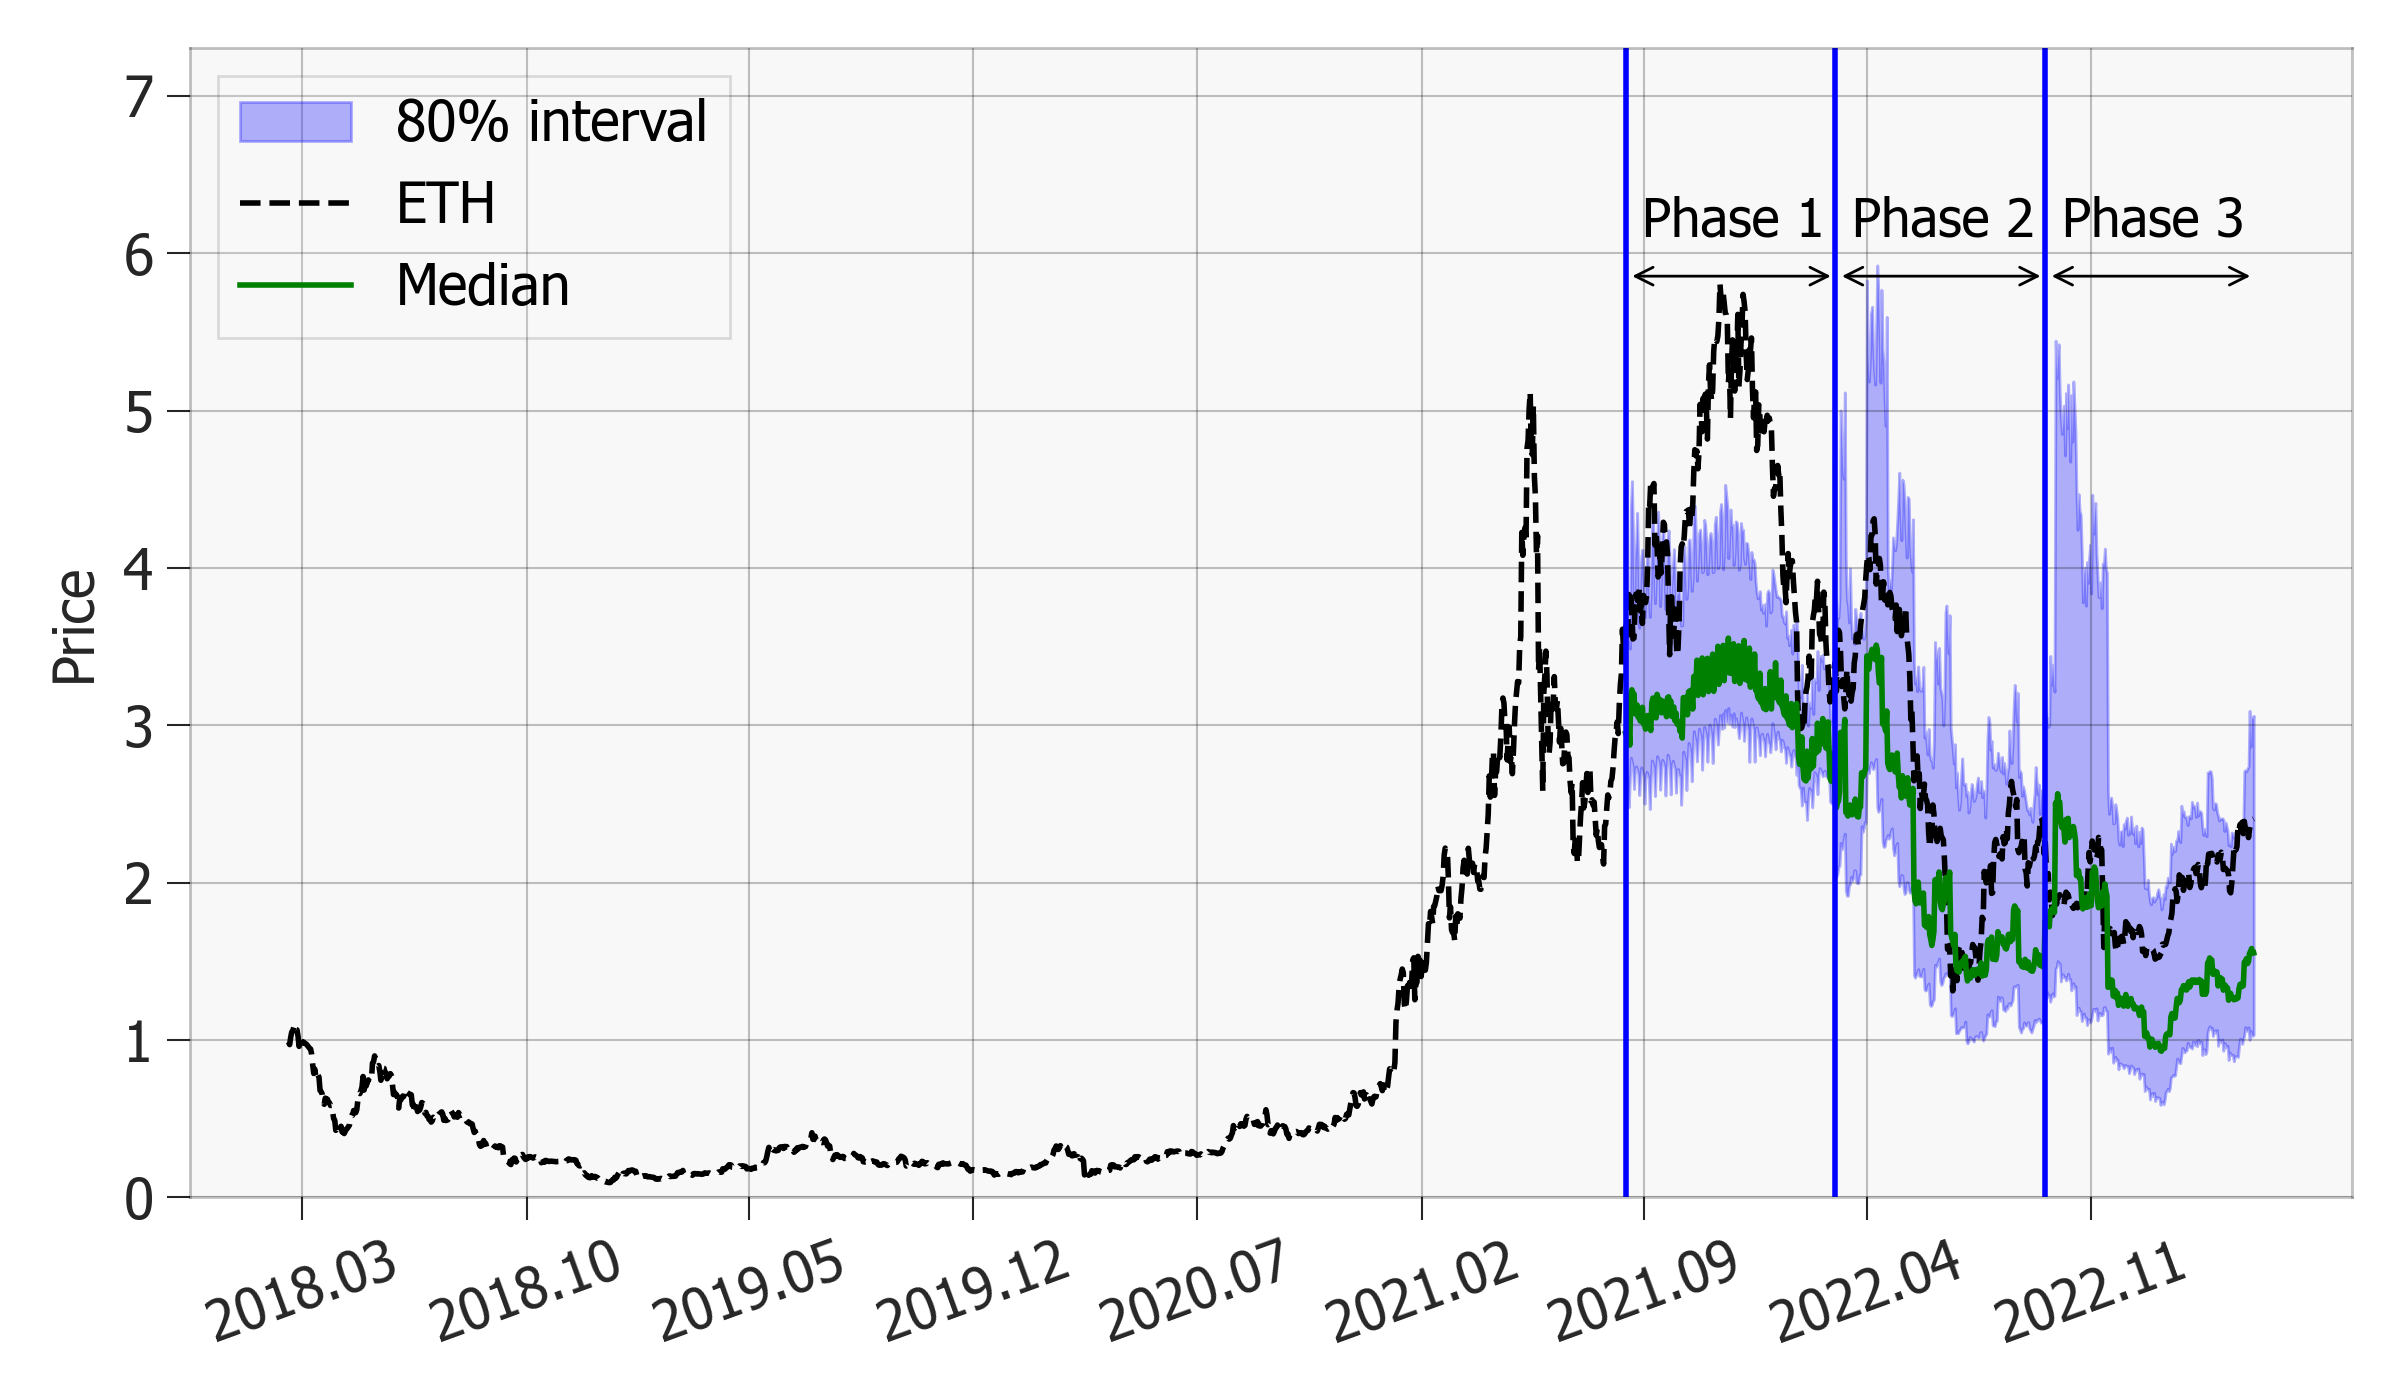 80% interval
ETH
Median
Phase 1
Phase 2
Phase 3
Price
7
6
5
4
3
2
1
0
2018.03
2018.10
2019.05
2019.12
2020.07
2021.02
2021.09
2022.04
2022.11